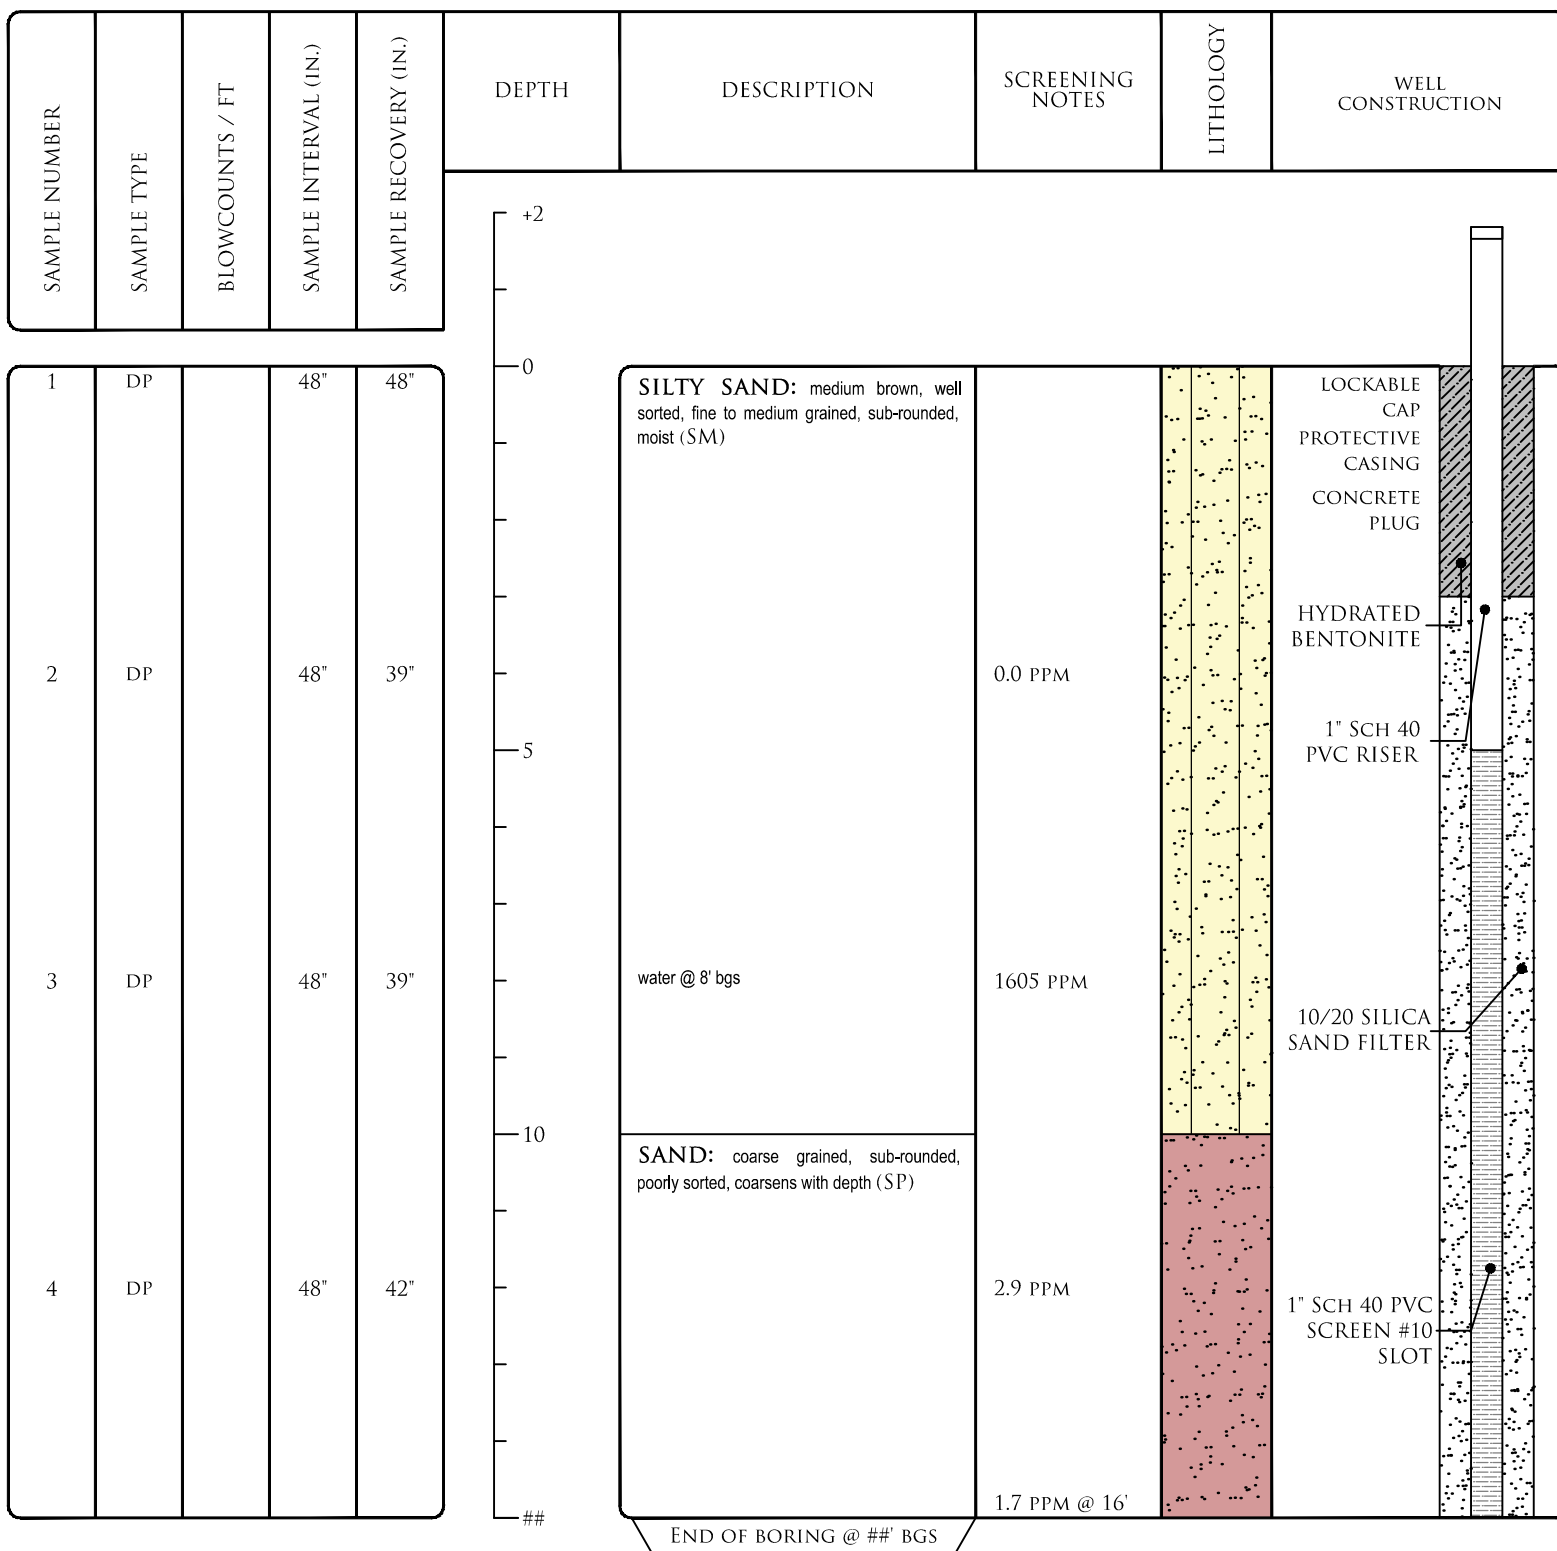 SAMPLE NUMBER
SAMPLE TYPE
BLOWCOUNTS / FT
SAMPLE INTERVAL (IN.)
SAMPLE RECOVERY (IN.)
DEPTH
DESCRIPTION
SCREENING
NOTES
LITHOLOGY
WELL
CONSTRUCTION
+2
0
1 DP 48" 48"
SILTY SAND: medium brown, well
sorted, fine to medium grained, sub-rounded,
moist (SM)
LOCKABLE
CAP
PROTECTIVE
CASING
CONCRETE
PLUG
HYDRATED
BENTONITE
2 DP 48" 39"
0.0 PPM
1" SCH 40
PVC RISER
5
3 DP 48" 39"
water @ 8' bgs
1605 PPM
10/20 SILICA
SAND FILTER
10
SAND: coarse grained, sub-rounded,
poorly sorted, coarsens with depth (SP)
4 DP 48" 42"
2.9 PPM
1" SCH 40 PVC
SCREEN #10
SLOT
1.7 PPM @ 16'
##
END OF BORING @ ##' BGS